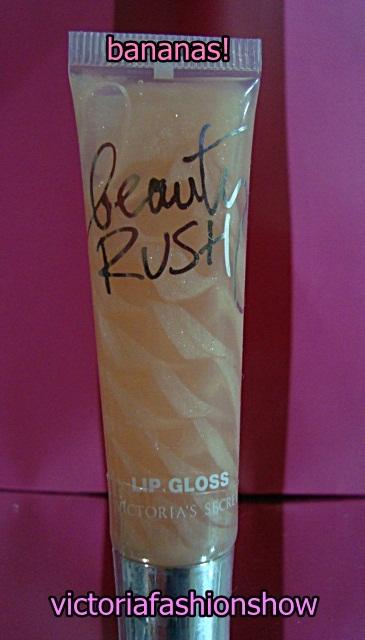 bananas!
beauty
RUSH
LIP GLOSS
VICTORIA'S SECRET
victoriafashionshow